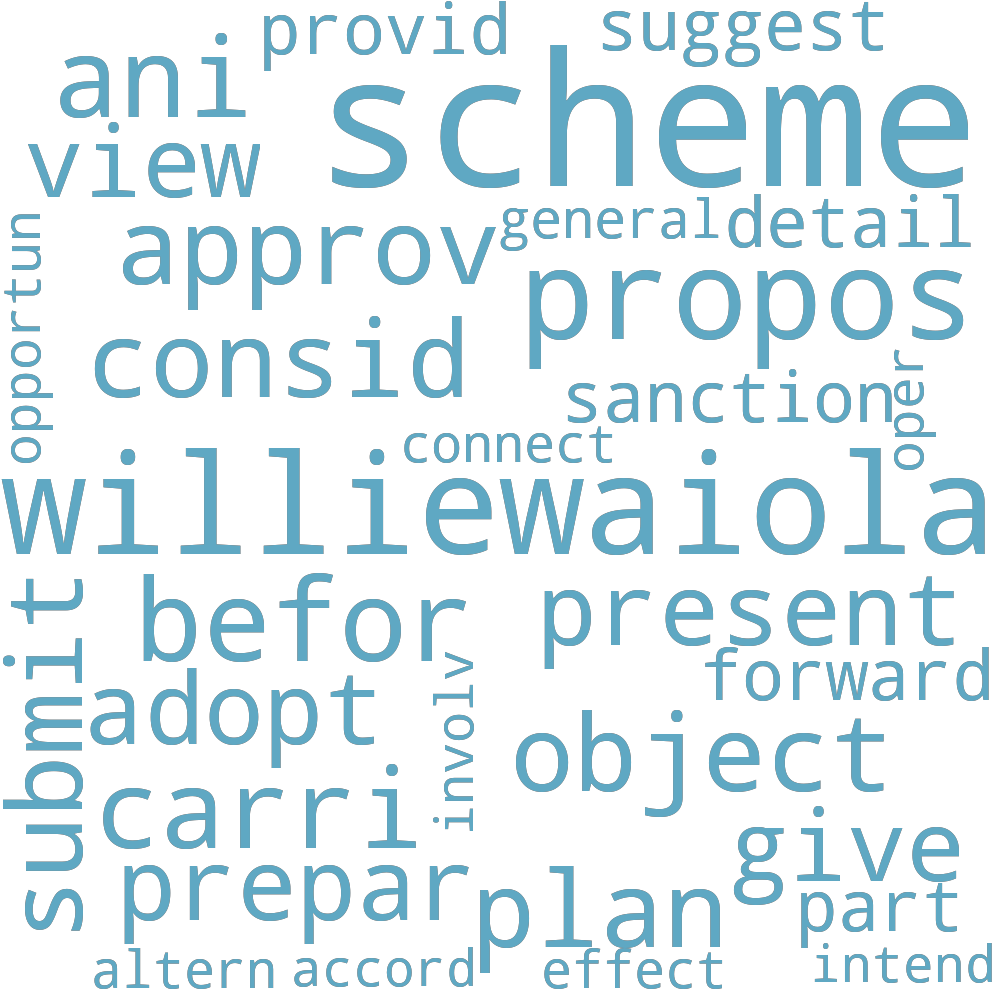 provid
suggest
ani
scheme
view
approv
general
detail
opportun
propos
consid
sanction
oper
connect
williewaiola
submit
befor
present
forward
adopt
involv
object
carri
give
prepar
plan
part
altern
accord
effect
intend